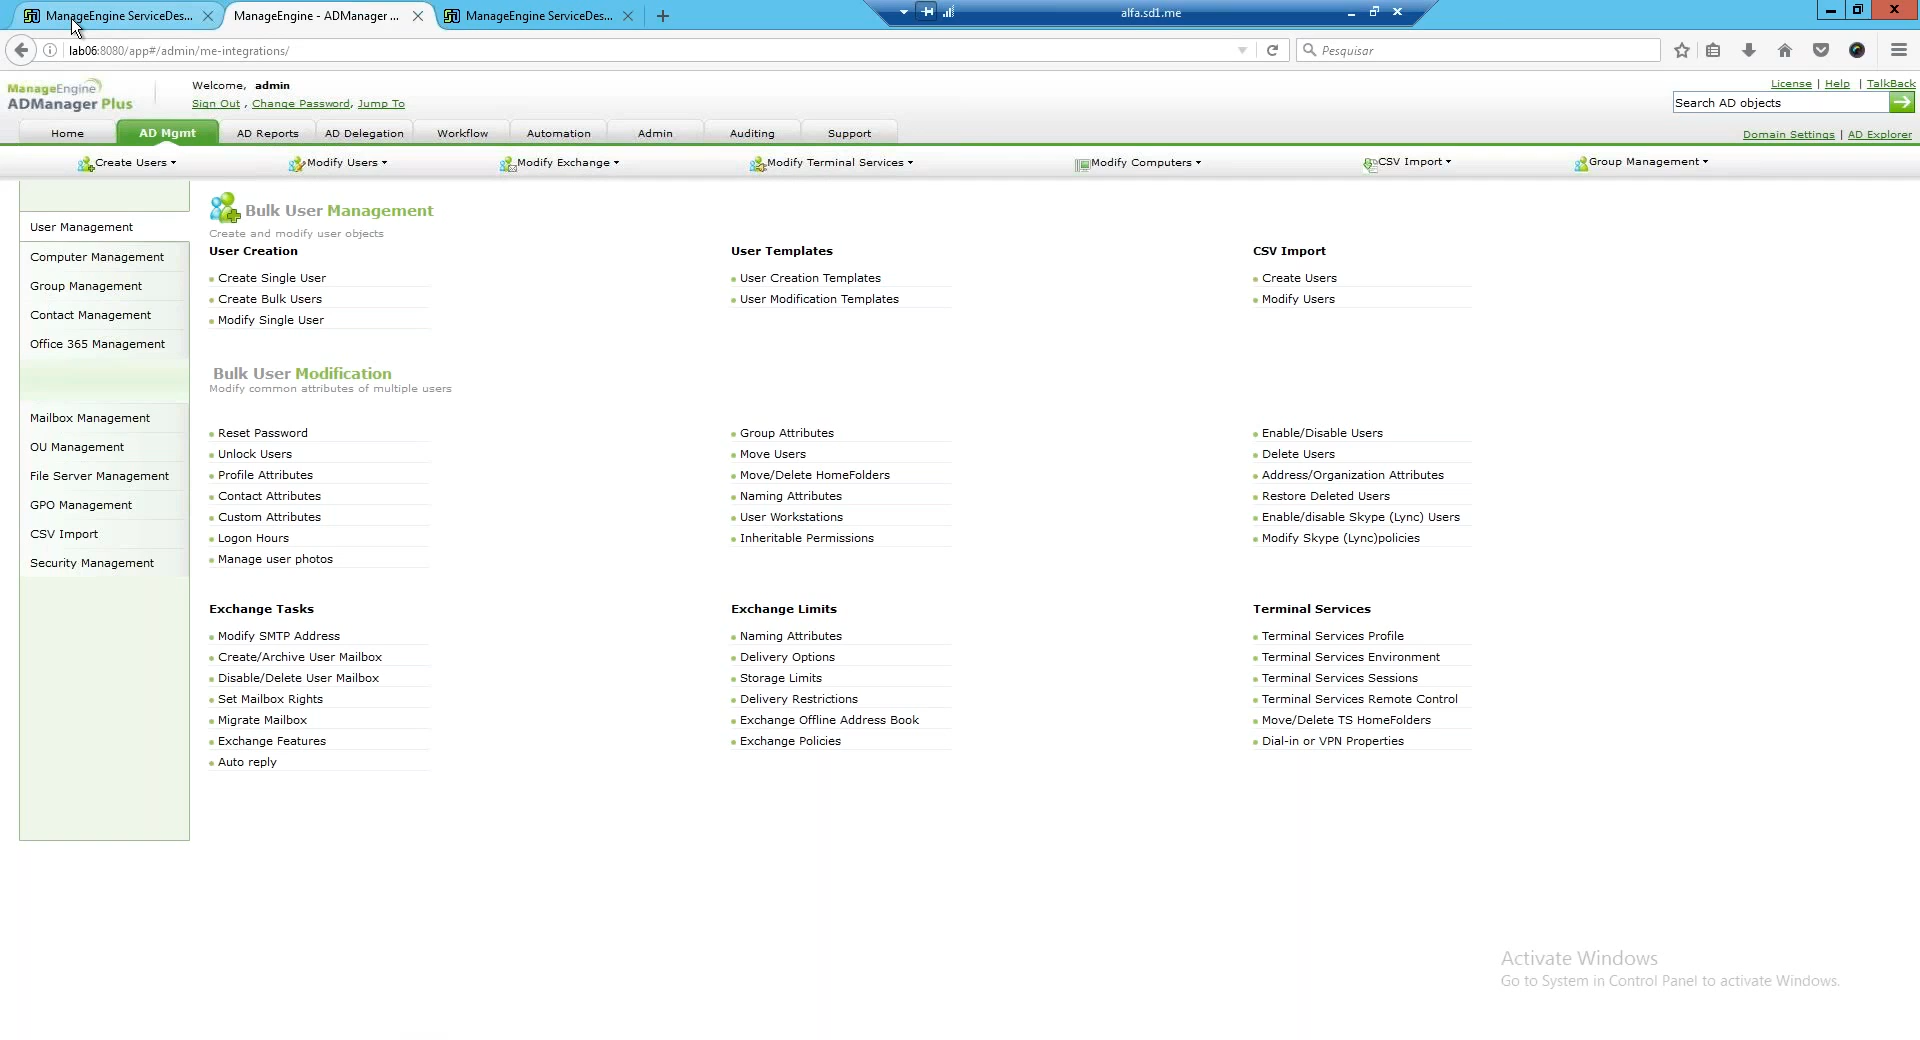 ManageEngine ServiceDes...
ManageEngine - ADManager ...
ManageEngine ServiceDes...
alfa.sd1.me
lab06:8080/app#/admin/me-integrations/
Pesquisar
ManageEngine
ADManager Plus
Welcome, admin
Sign Out , Change Password, Jump To
License | Help | TalkBack
Search AD objects
Home
AD Mgmt
AD Reports
AD Delegation
Workflow
Automation
Admin
Auditing
Support
Domain Settings | AD Explorer
Create Users
Modify Users
Modify Exchange
Modify Terminal Services
Modify Computers
CSV Import
Group Management
User Management
Computer Management
Group Management
Contact Management
Office 365 Management
Mailbox Management
OU Management
File Server Management
GPO Management
CSV Import
Security Management
Bulk User Management
Create and modify user objects
User Creation
Create Single User
Create Bulk Users
Modify Single User
User Templates
User Creation Templates
User Modification Templates
CSV Import
Create Users
Modify Users
Bulk User Modification
Modify common attributes of multiple users
Reset Password
Unlock Users
Profile Attributes
Contact Attributes
Custom Attributes
Logon Hours
Manage user photos
Group Attributes
Move Users
Move/Delete HomeFolders
Naming Attributes
User Workstations
Inheritable Permissions
Enable/Disable Users
Delete Users
Address/Organization Attributes
Restore Deleted Users
Enable/disable Skype (Lync) Users
Modify Skype (Lync)policies
Exchange Tasks
Modify SMTP Address
Create/Archive User Mailbox
Disable/Delete User Mailbox
Set Mailbox Rights
Migrate Mailbox
Exchange Features
Auto reply
Exchange Limits
Naming Attributes
Delivery Options
Storage Limits
Delivery Restrictions
Exchange Offline Address Book
Exchange Policies
Terminal Services
Terminal Services Profile
Terminal Services Environment
Terminal Services Sessions
Terminal Services Remote Control
Move/Delete TS HomeFolders
Dial-in or VPN Properties
Activate Windows
Go to System in Control Panel to activate Windows.